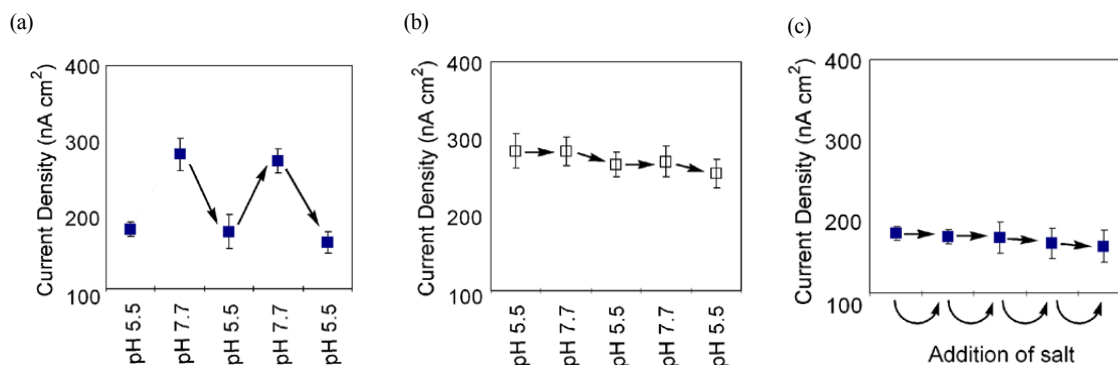 (a)
Current Density (nA cm²)
400
300
200
100
pH 5.5
pH 7.7
pH 5.5
pH 7.7
pH 5.5
(b)
Current Density (nA cm²)
400
300
200
100
pH 5.5
pH 7.7
pH 5.5
pH 7.7
pH 5.5
(c)
Current Density (nA cm²)
400
300
200
100
Addition of salt